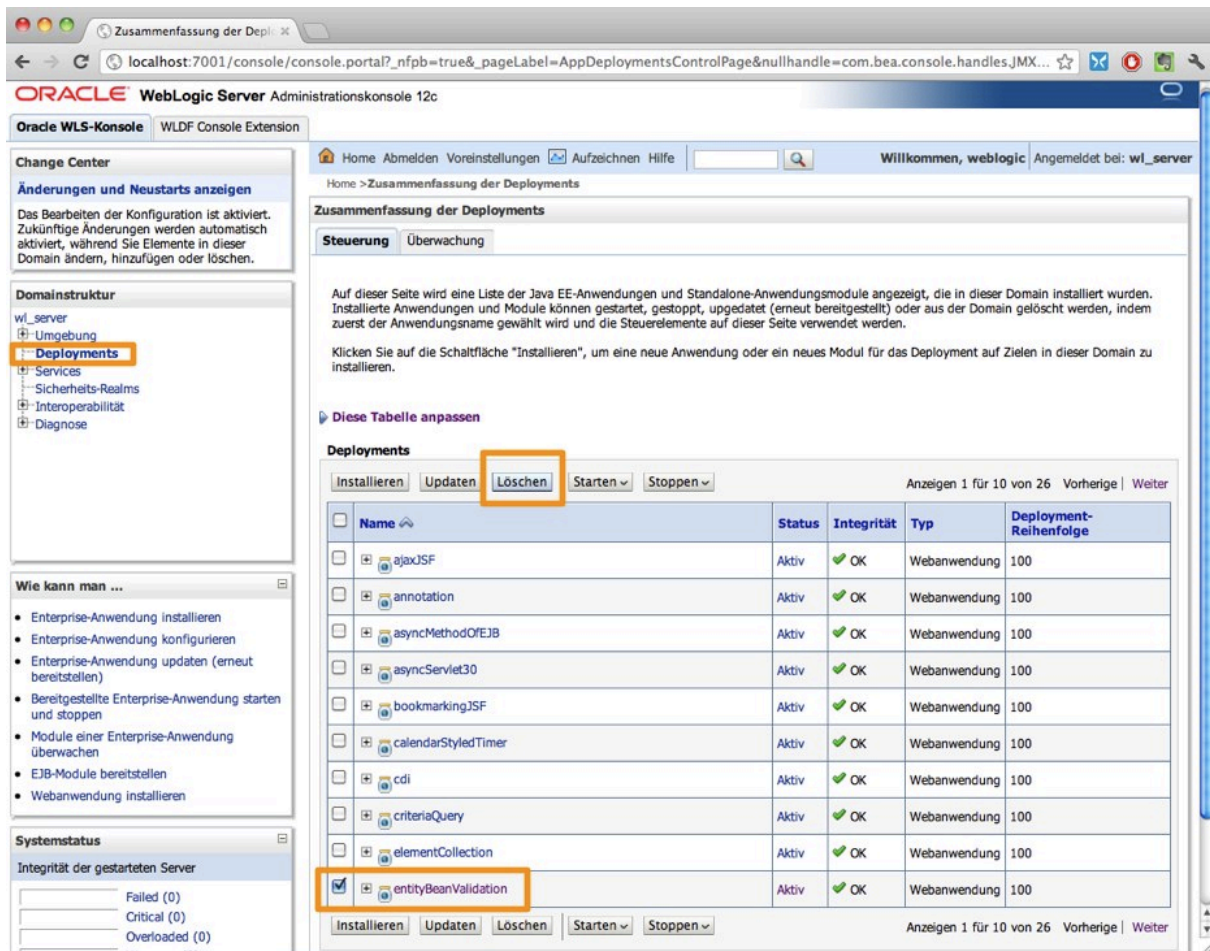 Zusammenfassung der Depl
localhost:7001/console/console.portal?_nfpb=true&_pageLabel=AppDeploymentsControlPage&nullhandle=com.bea.console.handles.JMX...
ORACLE WebLogic Server Administrationskonsole 12c
Oracle WLS-Konsole WLDF Console Extension
Change Center
Änderungen und Neustarts anzeigen
Das Bearbeiten der Konfiguration ist aktiviert.
Zukünftige Änderungen werden automatisch
aktiviert, während Sie Elemente in dieser
Domain ändern, hinzufügen oder löschen.
Domainstruktur
wl_server
Umgebung
Deployments
Services
Sicherheits-Realms
Interoperabilität
Diagnose
Wie kann man ...
Enterprise-Anwendung installieren
Enterprise-Anwendung konfigurieren
Enterprise-Anwendung updaten (erneut
bereitstellen)
Bereitgestellte Enterprise-Anwendung starten
und stoppen
Module einer Enterprise-Anwendung
überwachen
EJB-Module bereitstellen
Webanwendung installieren
Systemstatus
Integrität der gestarteten Server
Failed (0)
Critical (0)
Overloaded (0)
Home Abmelden Voreinstellungen Aufzeichnen Hilfe Willkommen, weblogic Angemeldet bei: wl_server
Home >Zusammenfassung der Deployments
Zusammenfassung der Deployments
Steuerung Überwachung
Auf dieser Seite wird eine Liste der Java EE-Anwendungen und Standalone-Anwendungsmodule angezeigt, die in dieser Domain installiert wurden.
Installierte Anwendungen und Module können gestartet, gestoppt, upgedatet (erneut bereitgestellt) oder aus der Domain gelöscht werden, indem
zuerst der Anwendungsname gewählt wird und die Steuerelemente auf dieser Seite verwendet werden.
Klicken Sie auf die Schaltfläche "Installieren", um eine neue Anwendung oder ein neues Modul für das Deployment auf Zielen in dieser Domain zu
installieren.
Diese Tabelle anpassen
Deployments
Installieren Updaten Löschen Starten Stoppen Anzeigen 1 für 10 von 26 Vorherige | Weiter
Name Status Integrität Typ Deployment-
Reihenfolge
ajaxJSF Aktiv OK Webanwendung 100
annotation Aktiv OK Webanwendung 100
asyncMethodOfEJB Aktiv OK Webanwendung 100
asyncServlet30 Aktiv OK Webanwendung 100
bookmarkingJSF Aktiv OK Webanwendung 100
calendarStyledTimer Aktiv OK Webanwendung 100
cdi Aktiv OK Webanwendung 100
criteriaQuery Aktiv OK Webanwendung 100
elementCollection Aktiv OK Webanwendung 100
entityBeanValidation Aktiv OK Webanwendung 100
Installieren Updaten Löschen Starten Stoppen Anzeigen 1 für 10 von 26 Vorherige | Weiter